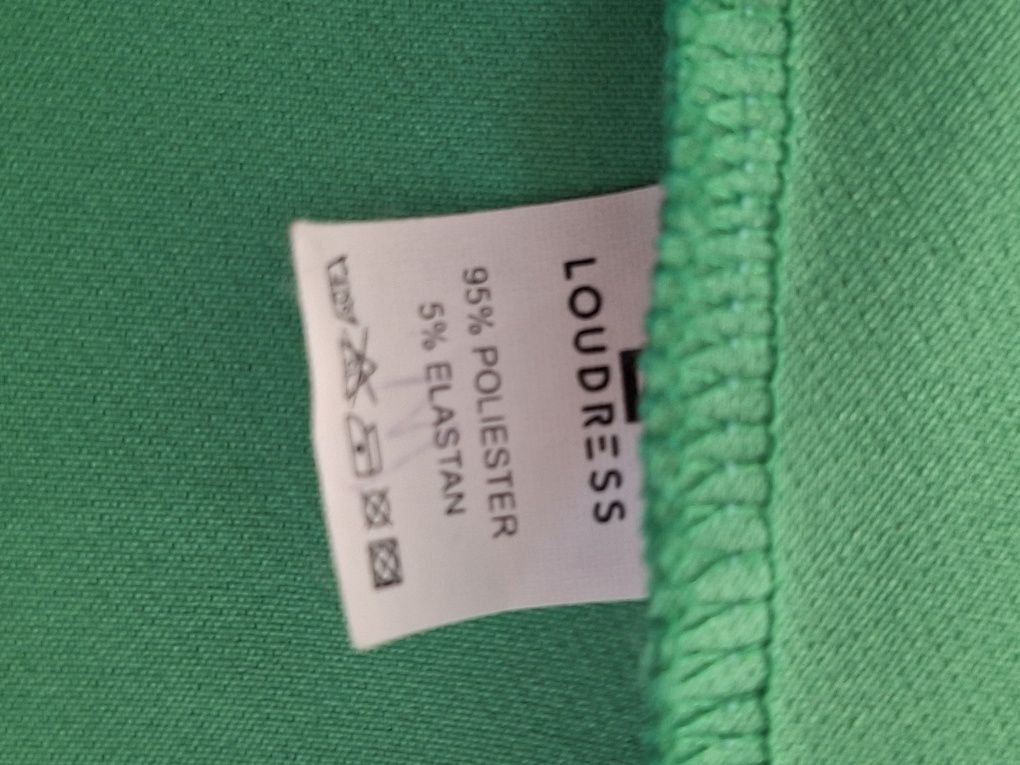 LOUDRESS
95% POLIESTER
5% ELASTAN